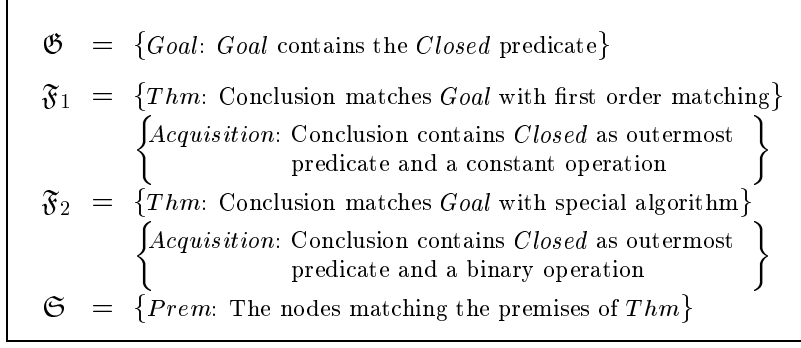 𝔊 = {Goal: Goal contains the Closed predicate}
𝔉₁ = {Thm: Conclusion matches Goal with first order matching}
{Acquisition: Conclusion contains Closed as outermost
predicate and a constant operation}
𝔉₂ = {Thm: Conclusion matches Goal with special algorithm}
{Acquisition: Conclusion contains Closed as outermost
predicate and a binary operation}
𝔖 = {Prem: The nodes matching the premises of Thm}